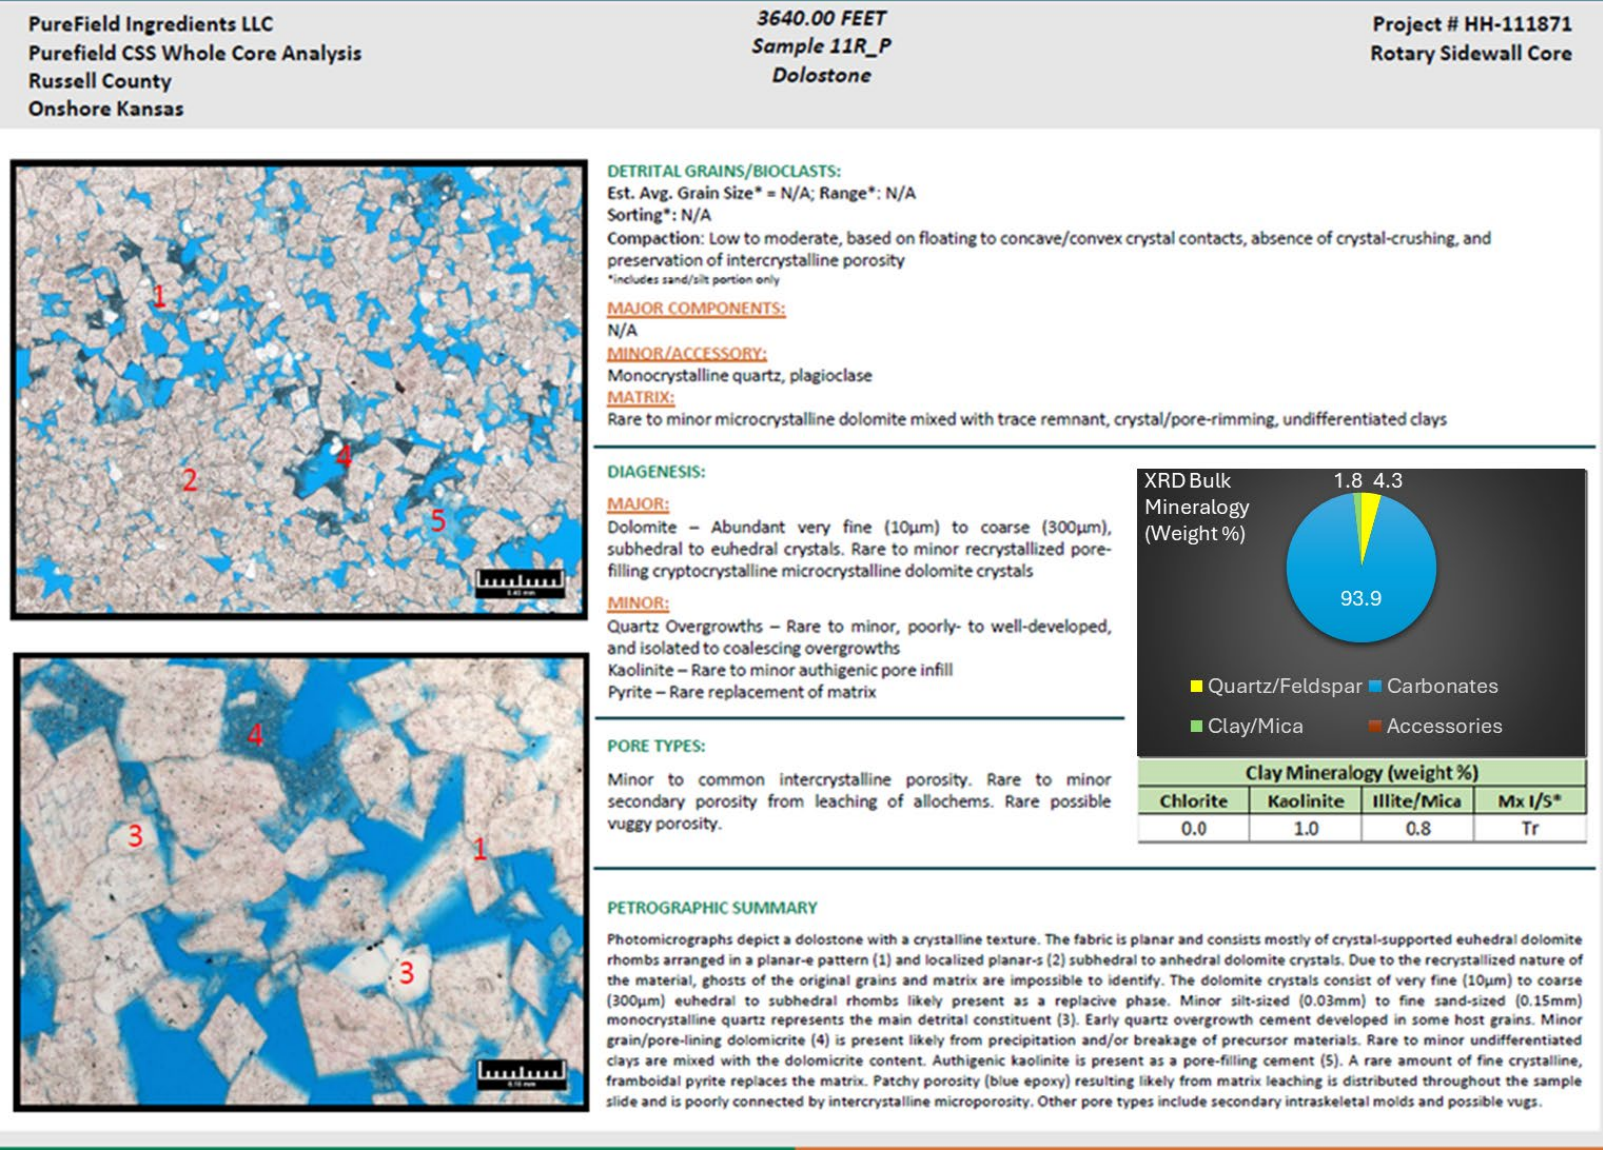 PureField Ingredients LLC
Purefield CSS Whole Core Analysis
Russell County
Onshore Kansas
3640.00 FEET
Sample 11R_P
Dolostone
Project # HH-111871
Rotary Sidewall Core
1
2
4
5
0.40 mm
4
3
1
3
0.10 mm
DETRITAL GRAINS/BIOCLASTS:
Est. Avg. Grain Size* = N/A; Range*: N/A
Sorting*: N/A
Compaction: Low to moderate, based on floating to concave/convex crystal contacts, absence of crystal-crushing, and
preservation of intercrystalline porosity
*includes sand/silt portion only
MAJOR COMPONENTS:
N/A
MINOR/ACCESSORY:
Monocrystalline quartz, plagioclase
MATRIX:
Rare to minor microcrystalline dolomite mixed with trace remnant, crystal/pore-rimming, undifferentiated clays
DIAGENESIS:
MAJOR:
Dolomite – Abundant very fine (10µm) to coarse (300µm),
subhedral to euhedral crystals. Rare to minor recrystallized pore-
filling cryptocrystalline microcrystalline dolomite crystals
MINOR:
Quartz Overgrowths – Rare to minor, poorly- to well-developed,
and isolated to coalescing overgrowths
Kaolinite – Rare to minor authigenic pore infill
Pyrite – Rare replacement of matrix
PORE TYPES:
Minor to common intercrystalline porosity. Rare to minor
secondary porosity from leaching of allochems. Rare possible
vuggy porosity.
XRD Bulk
Mineralogy
(Weight %)
1.8 4.3
93.9
Quartz/Feldspar Carbonates
Clay/Mica Accessories
Clay Mineralogy (weight %)
Chlorite Kaolinite Illite/Mica Mx I/S*
0.0 1.0 0.8 Tr
PETROGRAPHIC SUMMARY
Photomicrographs depict a dolostone with a crystalline texture. The fabric is planar and consists mostly of crystal-supported euhedral dolomite
rhombs arranged in a planar-e pattern (1) and localized planar-s (2) subhedral to anhedral dolomite crystals. Due to the recrystallized nature of
the material, ghosts of the original grains and matrix are impossible to identify. The dolomite crystals consist of very fine (10µm) to coarse
(300µm) euhedral to subhedral rhombs likely present as a replacive phase. Minor silt-sized (0.03mm) to fine sand-sized (0.15mm)
monocrystalline quartz represents the main detrital constituent (3). Early quartz overgrowth cement developed in some host grains. Minor
grain/pore-lining dolomicrite (4) is present likely from precipitation and/or breakage of precursor materials. Rare to minor undifferentiated
clays are mixed with the dolomicrite content. Authigenic kaolinite is present as a pore-filling cement (5). A rare amount of fine crystalline,
framboidal pyrite replaces the matrix. Patchy porosity (blue epoxy) resulting likely from matrix leaching is distributed throughout the sample
slide and is poorly connected by intercrystalline microporosity. Other pore types include secondary intraskeletal molds and possible vugs.